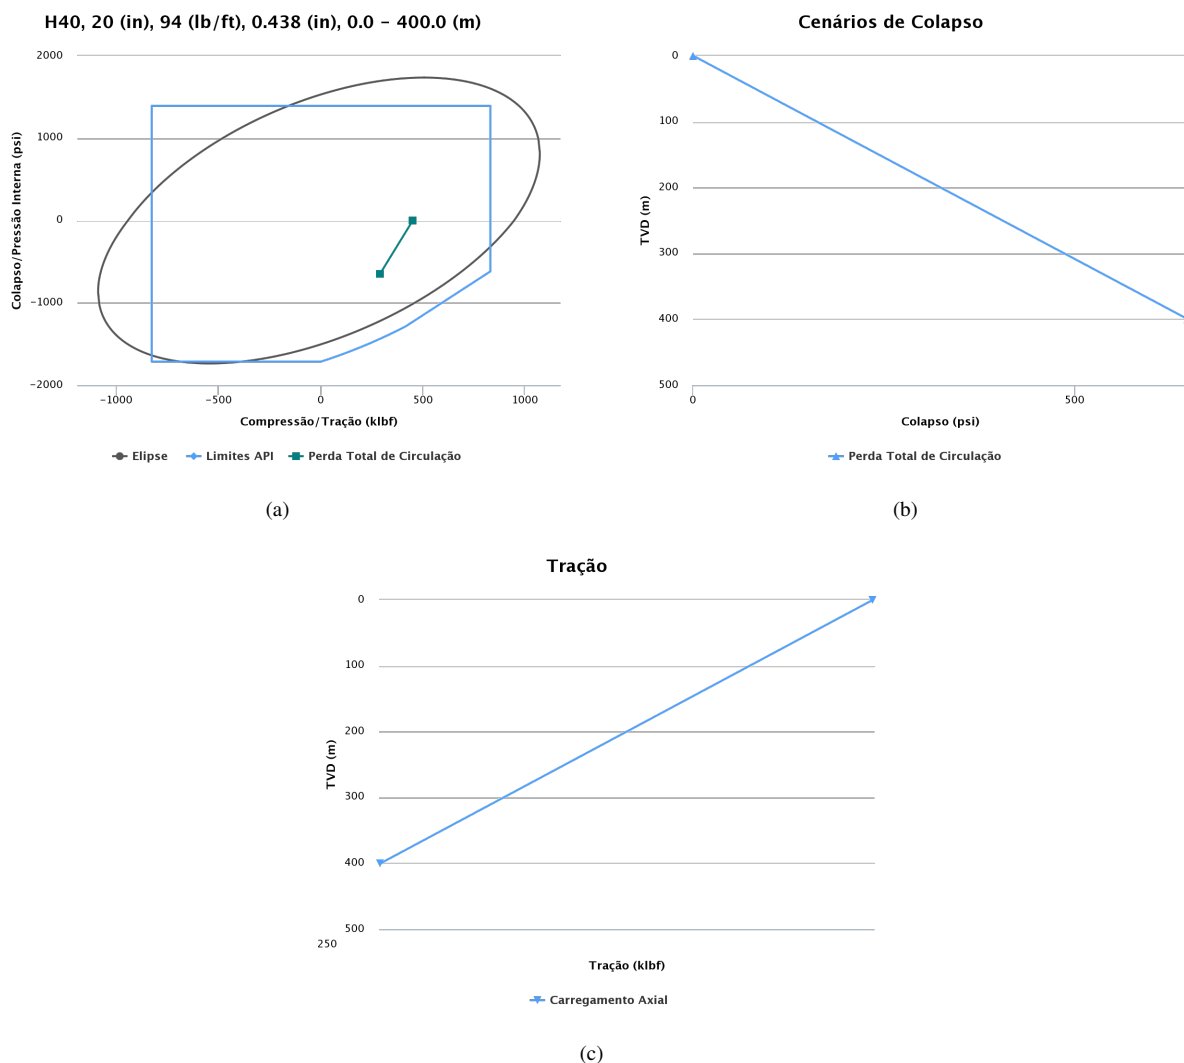 H40, 20 (in), 94 (lb/ft), 0.438 (in), 0.0 – 400.0 (m)
2000
1000
0
−1000
−2000
Colapso/Pressão Interna (psi)
−1000 −500 0 500 1000
Compressão/Tração (klbf)
Elipse Limites API Perda Total de Circulação
(a)
Cenários de Colapso
0
100
200
300
400
500
TVD (m)
0 500
Colapso (psi)
Perda Total de Circulação
(b)
Tração
0
100
200
300
400
500
TVD (m)
250
Tração (klbf)
Carregamento Axial
(c)